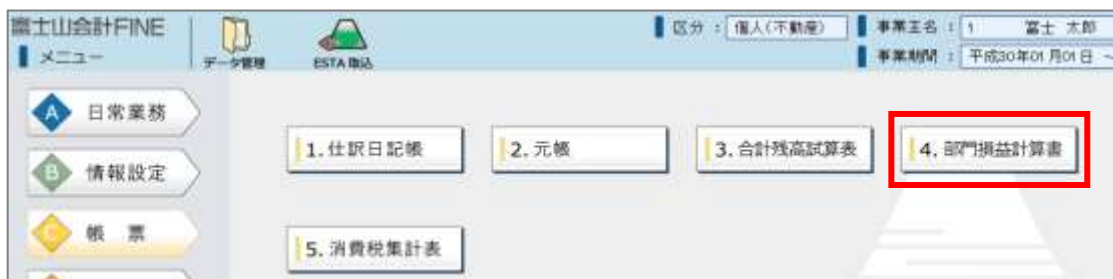 富士山会計FINE
メニュー
データ管理
ESTA取込
区分 : 個人(不動産)
事業主名 : 1 富士 太郎
事業期間 : 平成30年01月01日 ~
A 日常業務
B 情報設定
C 帳 票
1. 仕訳日記帳
2. 元帳
3. 合計残高試算表
4. 部門損益計算書
5. 消費税集計表